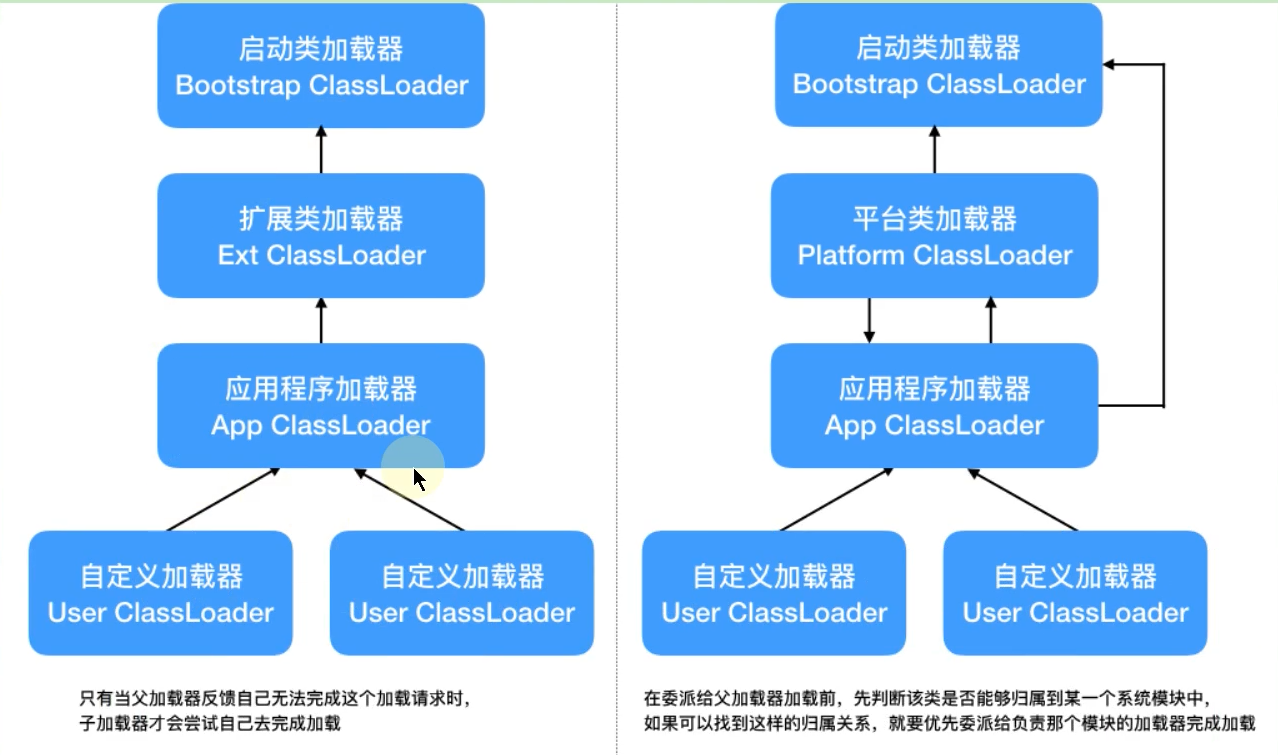 启动类加载器
Bootstrap ClassLoader
扩展类加载器
Ext ClassLoader
应用程序加载器
App ClassLoader
自定义加载器
User ClassLoader
自定义加载器
User ClassLoader
只有当父加载器反馈自己无法完成这个加载请求时，
子加载器才会尝试自己去完成加载
启动类加载器
Bootstrap ClassLoader
平台类加载器
Platform ClassLoader
应用程序加载器
App ClassLoader
自定义加载器
User ClassLoader
自定义加载器
User ClassLoader
在委派给父加载器加载前，先判断该类是否能够归属到某一个系统模块中，
如果可以找到这样的归属关系，就要优先委派给负责那个模块的加载器完成加载